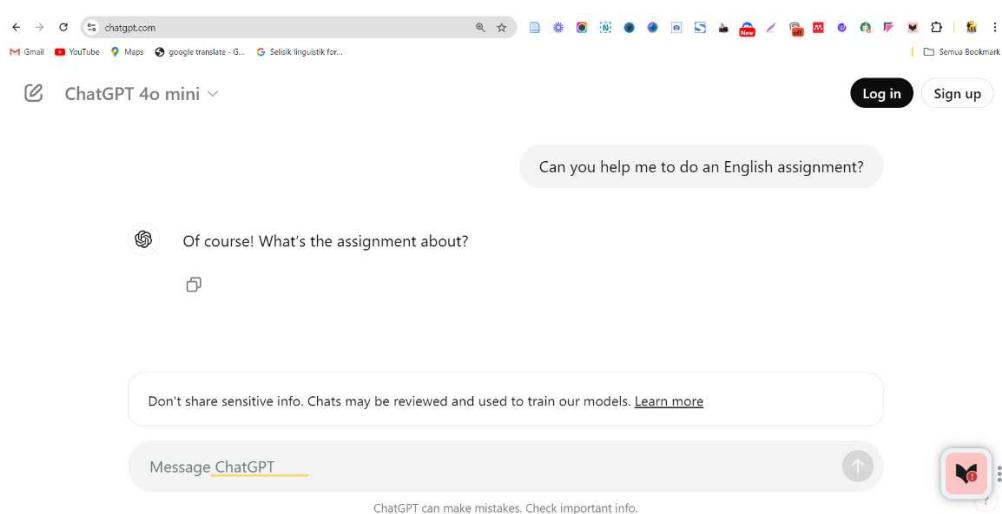 chatgpt.com
New
Gmail YouTube Maps google translate - G... Selisik linguistik for... Semua Bookmark
ChatGPT 4o mini Log in Sign up
Can you help me to do an English assignment?
Of course! What's the assignment about?
Don't share sensitive info. Chats may be reviewed and used to train our models. Learn more
Message ChatGPT
?
ChatGPT can make mistakes. Check important info.